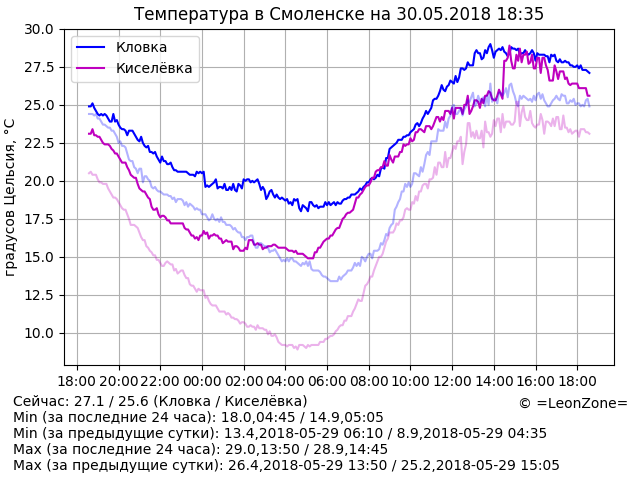 Температура в Смоленске на 30.05.2018 18:35
Кловка
Киселёвка
градусов Цельсия, °C
30.0
27.5
25.0
22.5
20.0
17.5
15.0
12.5
10.0
18:00 20:00 22:00 00:00 02:00 04:00 06:00 08:00 10:00 12:00 14:00 16:00 18:00
Сейчас: 27.1 / 25.6 (Кловка / Киселёвка)
© =LeonZone=
Min (за последние 24 часа): 18.0,04:45 / 14.9,05:05
Min (за предыдущие сутки): 13.4,2018-05-29 06:10 / 8.9,2018-05-29 04:35
Max (за последние 24 часа): 29.0,13:50 / 28.9,14:45
Max (за предыдущие сутки): 26.4,2018-05-29 13:50 / 25.2,2018-05-29 15:05